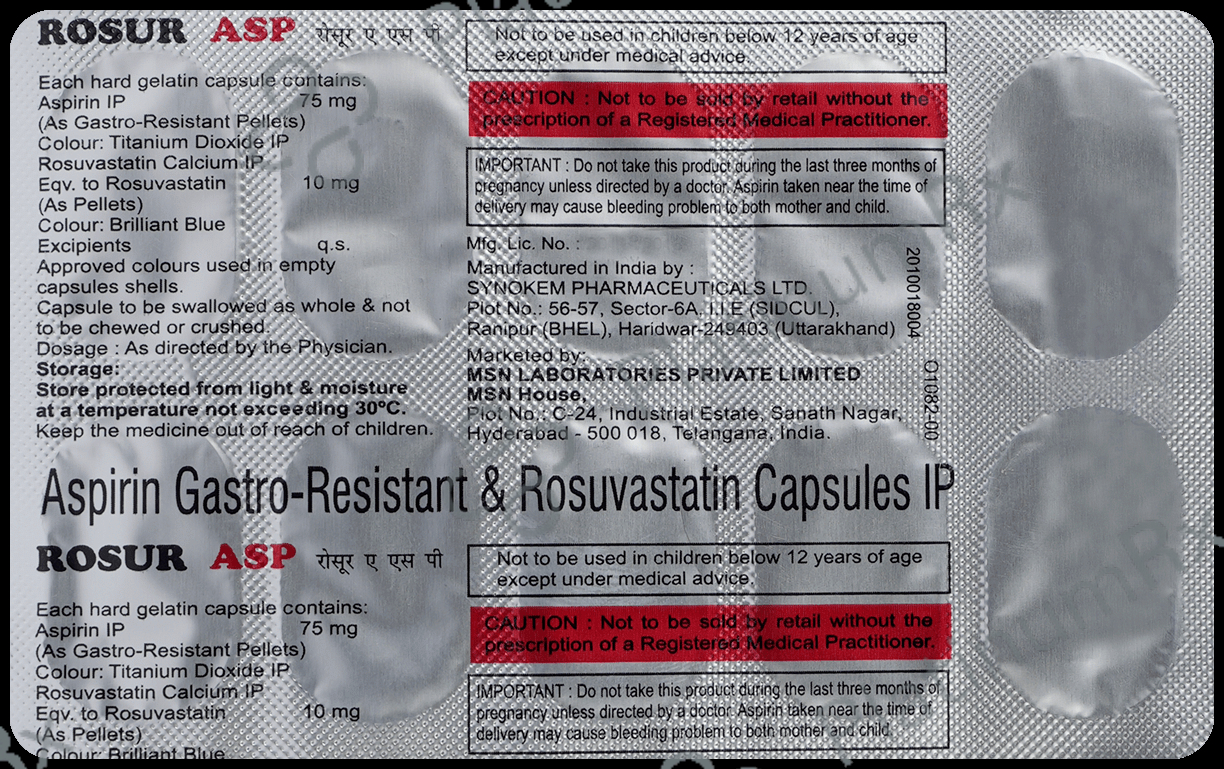 ROSUR ASP रोसूर ए एस पी
Each hard gelatin capsule contains:
Aspirin IP 75 mg
(As Gastro-Resistant Pellets)
Colour: Titanium Dioxide IP
Rosuvastatin Calcium IP
Eqv. to Rosuvastatin 10 mg
(As Pellets)
Colour: Brilliant Blue
Excipients q.s.
Approved colours used in empty
capsules shells.
Capsule to be swallowed as whole & not
to be chewed or crushed.
Dosage : As directed by the Physician.
Storage:
Store protected from light & moisture
at a temperature not exceeding 30ºC.
Keep the medicine out of reach of children.
Not to be used in children below 12 years of age
except under medical advice.
CAUTION : Not to be sold by retail without the
prescription of a Registered Medical Practitioner.
IMPORTANT : Do not take this product during the last three months of
pregnancy unless directed by a doctor. Aspirin taken near the time of
delivery may cause bleeding problem to both mother and child.
Mfg. Lic. No. :
Manufactured in India by :
SYNOKEM PHARMACEUTICALS LTD.
Plot No.: 56-57, Sector-6A, I.I.E (SIDCUL),
Ranipur (BHEL), Haridwar-249403 (Uttarakhand)
Marketed by:
MSN LABORATORIES PRIVATE LIMITED
MSN House,
Plot No.: C-24, Industrial Estate, Sanath Nagar,
Hyderabad - 500 018, Telangana, India.
2010018004 O1082-00
Aspirin Gastro-Resistant & Rosuvastatin Capsules IP
ROSUR ASP रोसूर ए एस पी
Each hard gelatin capsule contains:
Aspirin IP 75 mg
(As Gastro-Resistant Pellets)
Colour: Titanium Dioxide IP
Rosuvastatin Calcium IP
Eqv. to Rosuvastatin 10 mg
(As Pellets)
Colour: Brilliant Blue
Not to be used in children below 12 years of age
except under medical advice.
CAUTION : Not to be sold by retail without the
prescription of a Registered Medical Practitioner.
IMPORTANT : Do not take this product during the last three months of
pregnancy unless directed by a doctor. Aspirin taken near the time of
delivery may cause bleeding problem to both mother and child.